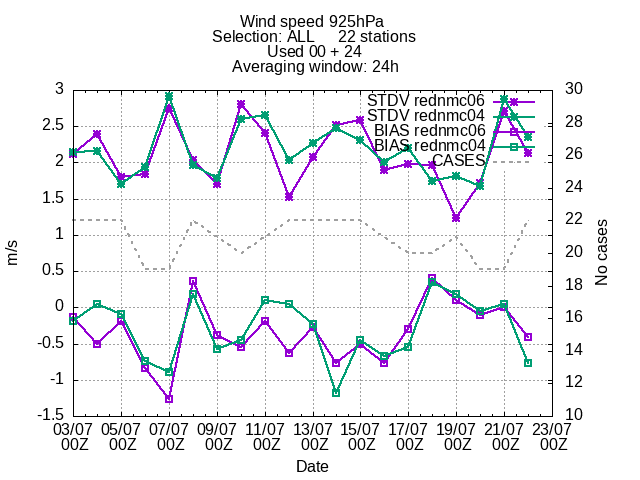 Wind speed 925hPa
Selection: ALL 22 stations
Used 00 + 24
Averaging window: 24h
STDV rednmc06
STDV rednmc04
BIAS rednmc06
BIAS rednmc04
CASES
3
2.5
2
1.5
1
0.5
0
-0.5
-1
-1.5
m/s
30
28
26
24
22
20
18
16
14
12
10
No cases
03/07 05/07 07/07 09/07 11/07 13/07 15/07 17/07 19/07 21/07 23/07
00Z 00Z 00Z 00Z 00Z 00Z 00Z 00Z 00Z 00Z 00Z
Date